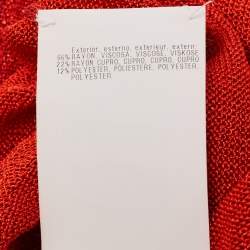 Exterior, esterno, exterieur, extern.
66% RAYON, VISCOSA, VISCOSE, VISKOSE
22% RAYON CUPRO, CUPRO, CUPRO, CUPRO
12% POLYESTER, POLIESTERE, POLYESTER,
POLYESTER